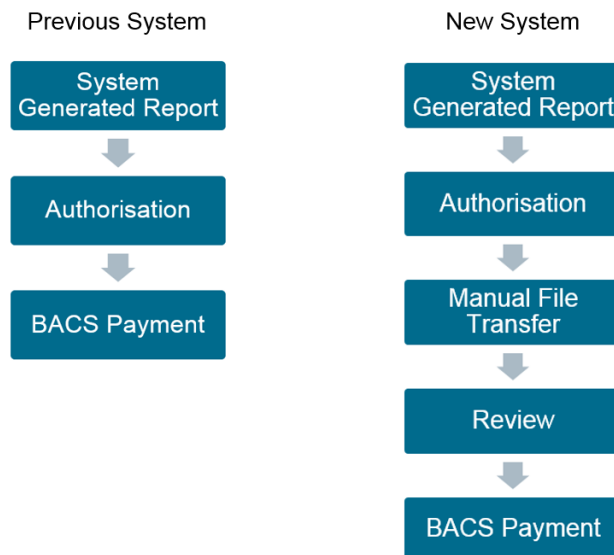 Previous System
System
Generated Report
Authorisation
BACS Payment
New System
System
Generated Report
Authorisation
Manual File
Transfer
Review
BACS Payment